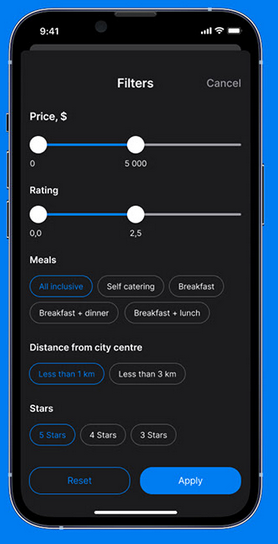 9:41
Filters Cancel
Price, $
0 5 000
Rating
0,0 2,5
Meals
All inclusive Self catering Breakfast
Breakfast + dinner Breakfast + lunch
Distance from city centre
Less than 1 km Less than 3 km
Stars
5 Stars 4 Stars 3 Stars
Reset Apply